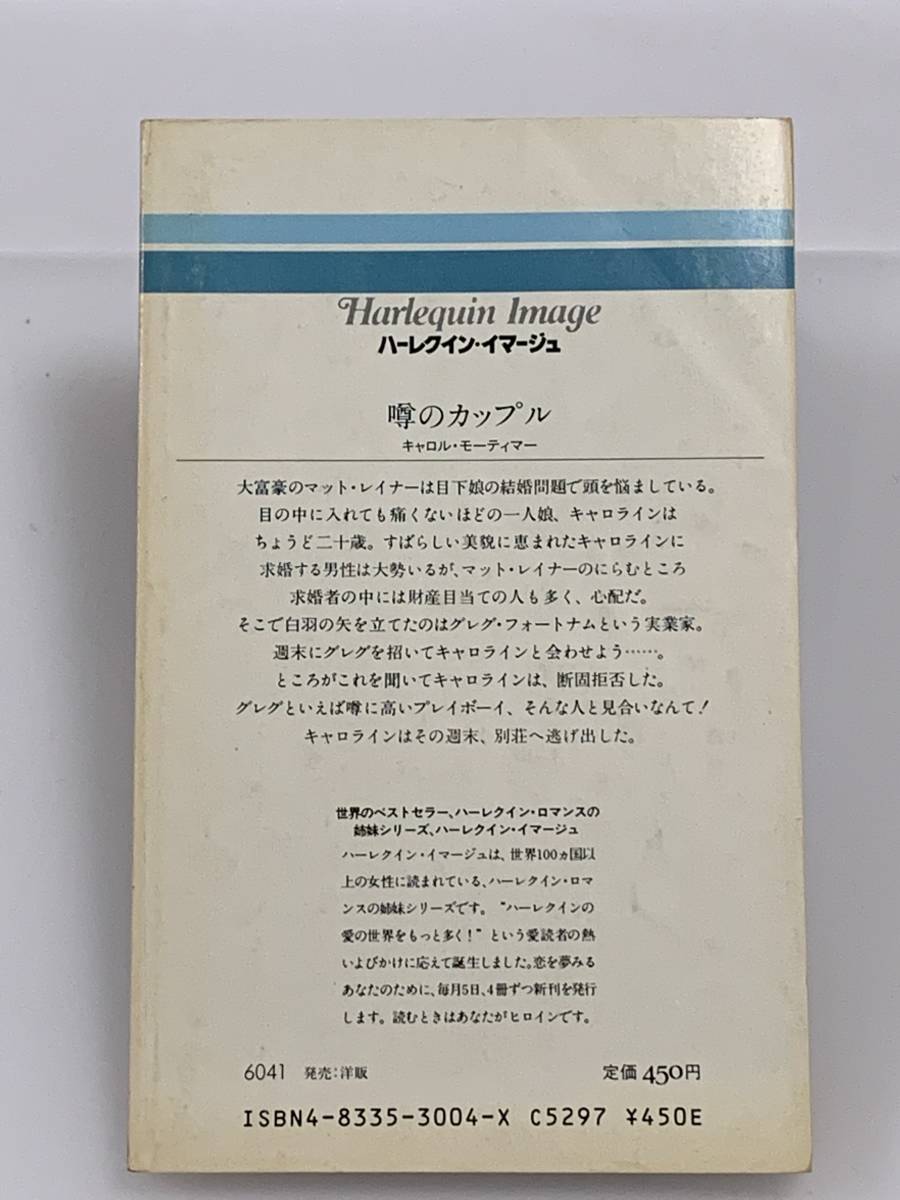 Harlequin Image
ハーレクイン・イマージュ
噂のカップル
キャロル・モーティマー
大富豪のマット・レイナーは目下娘の結婚問題で頭を悩ましている。
目の中に入れても痛くないほどの一人娘、キャロラインは
ちょうど二十歳。すばらしい美貌に恵まれたキャロラインに
求婚する男性は大勢いるが、マット・レイナーのにらむところ
求婚者の中には財産目当ての人も多く、心配だ。
そこで白羽の矢を立てたのはグレグ・フォートナムという実業家。
週末にグレグを招いてキャロラインと会わせよう……。
ところがこれを聞いてキャロラインは、断固拒否した。
グレグといえば噂に高いプレイボーイ、そんな人と見合いなんて!
キャロラインはその週末、別荘へ逃げ出した。
世界のベストセラー、ハーレクイン・ロマンスの
姉妹シリーズ、ハーレクイン・イマージュ
ハーレクイン・イマージュは、世界100ヵ国以
上の女性に読まれている、ハーレクイン・ロマ
ンスの姉妹シリーズです。“ハーレクインの
愛の世界をもっと多く!”という愛読者の熱
いよびかけに応えて誕生しました。恋を夢みる
あなたのために、毎月5日、4冊ずつ新刊を発行
します。読むときはあなたがヒロインです。
6041 発売:洋販 定価450円
ISBN4-8335-3004-X C5297 ¥450E